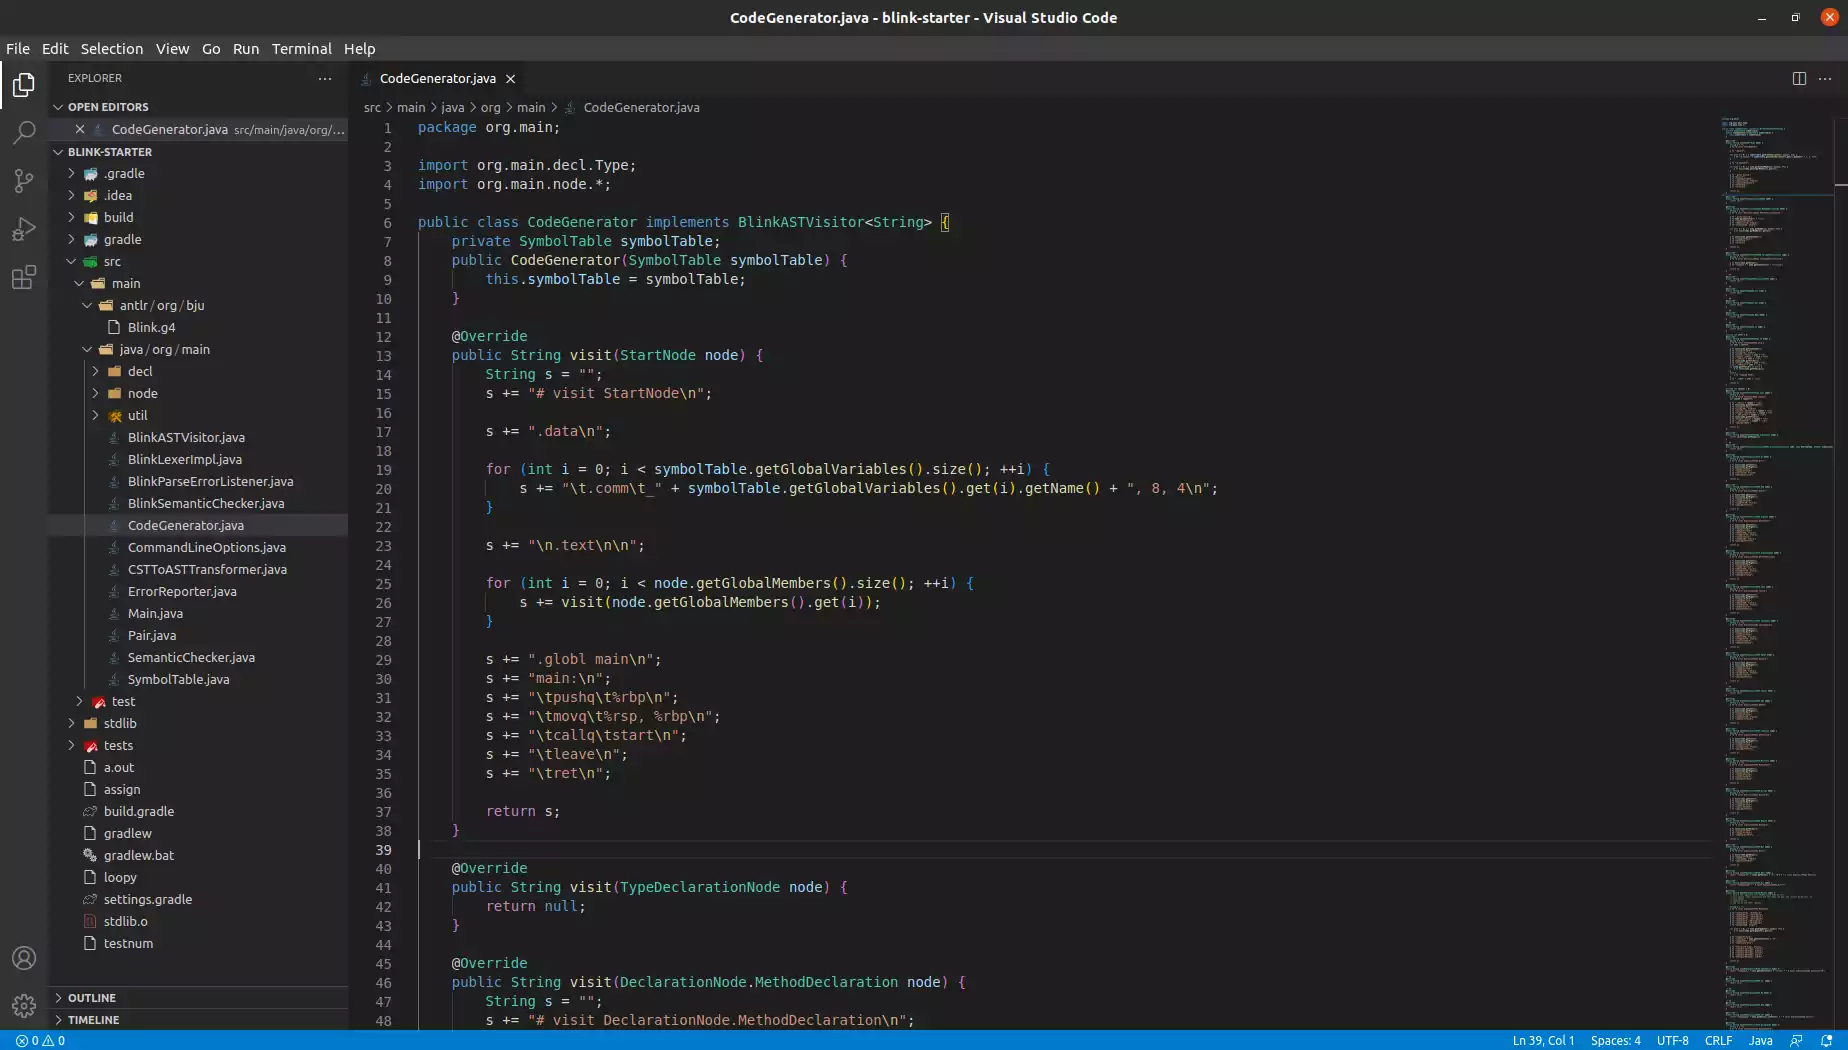 CodeGenerator.java - blink-starter - Visual Studio Code
File Edit Selection View Go Run Terminal Help
EXPLORER
OPEN EDITORS
CodeGenerator.java src/main/java/org/...
BLINK-STARTER
.gradle
.idea
build
gradle
src
main
antlr / org / bju
Blink.g4
java / org / main
decl
node
util
BlinkASTVisitor.java
BlinkLexerImpl.java
BlinkParseErrorListener.java
BlinkSemanticChecker.java
CodeGenerator.java
CommandLineOptions.java
CSTToASTTransformer.java
ErrorReporter.java
Main.java
Pair.java
SemanticChecker.java
SymbolTable.java
test
stdlib
tests
a.out
assign
build.gradle
gradlew
gradlew.bat
loopy
settings.gradle
stdlib.o
testnum
OUTLINE
TIMELINE
CodeGenerator.java
src > main > java > org > main > CodeGenerator.java
1 package org.main;
2
3 import org.main.decl.Type;
4 import org.main.node.*;
5
6 public class CodeGenerator implements BlinkASTVisitor<String> {
7 private SymbolTable symbolTable;
8 public CodeGenerator(SymbolTable symbolTable) {
9 this.symbolTable = symbolTable;
10 }
11
12 @Override
13 public String visit(StartNode node) {
14 String s = "";
15 s += "# visit StartNode\n";
16
17 s += ".data\n";
18
19 for (int i = 0; i < symbolTable.getGlobalVariables().size(); ++i) {
20 s += "\t.comm\t_" + symbolTable.getGlobalVariables().get(i).getName() + ", 8, 4\n";
21 }
22
23 s += "\n.text\n\n";
24
25 for (int i = 0; i < node.getGlobalMembers().size(); ++i) {
26 s += visit(node.getGlobalMembers().get(i));
27 }
28
29 s += ".globl main\n";
30 s += "main:\n";
31 s += "\tpushq\t%rbp\n";
32 s += "\tmovq\t%rsp, %rbp\n";
33 s += "\tcallq\tstart\n";
34 s += "\tleave\n";
35 s += "\tret\n";
36
37 return s;
38 }
39
40 @Override
41 public String visit(TypeDeclarationNode node) {
42 return null;
43 }
44
45 @Override
46 public String visit(DeclarationNode.MethodDeclaration node) {
47 String s = "";
48 s += "# visit DeclarationNode.MethodDeclaration\n";
0 0
Ln 39, Col 1 Spaces: 4 UTF-8 CRLF Java